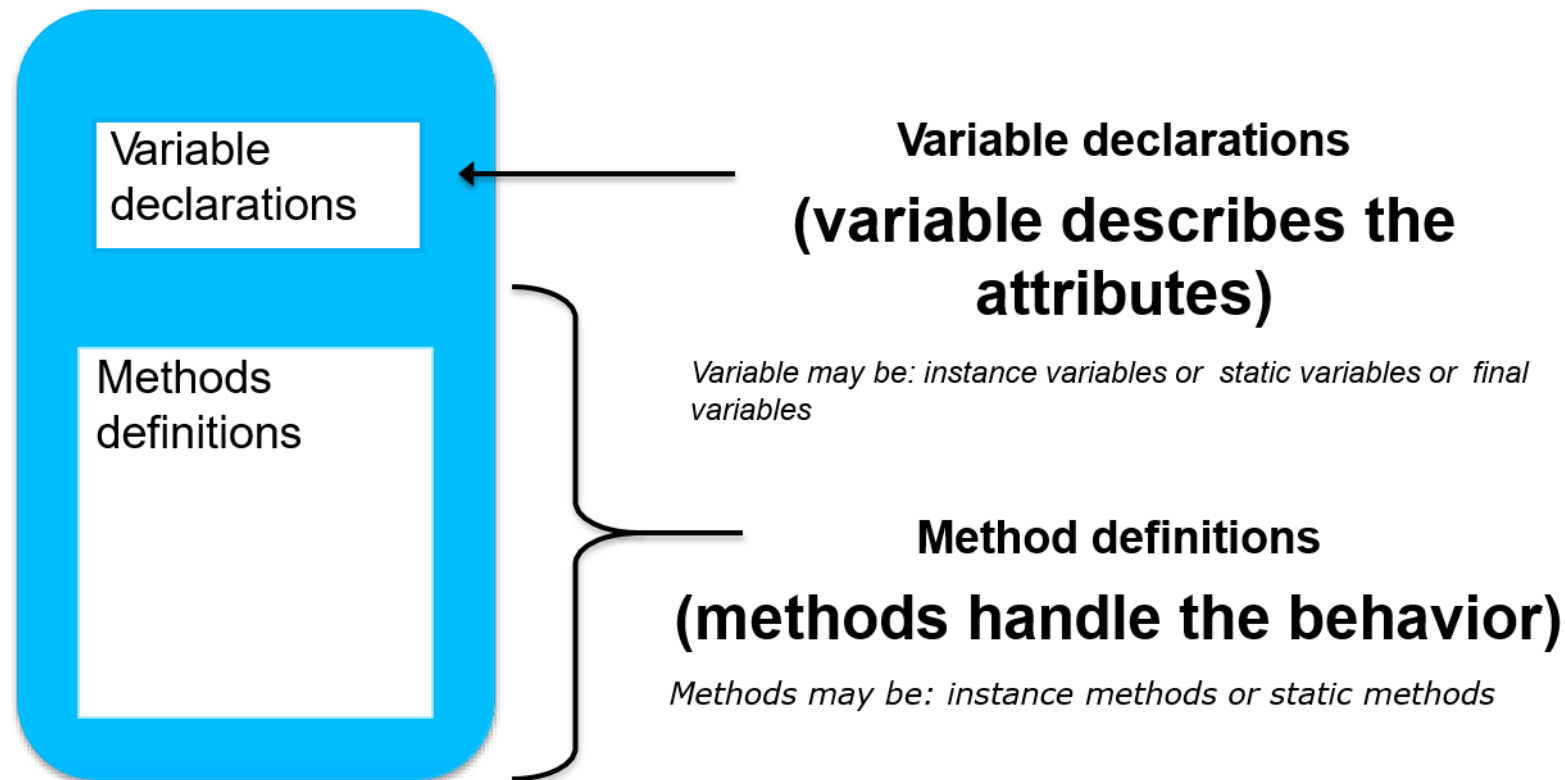 Variable
declarations
Methods
definitions
Variable declarations
(variable describes the
attributes)
Variable may be: instance variables or  static variables or  final
variables
Method definitions
(methods handle the behavior)
Methods may be: instance methods or static methods